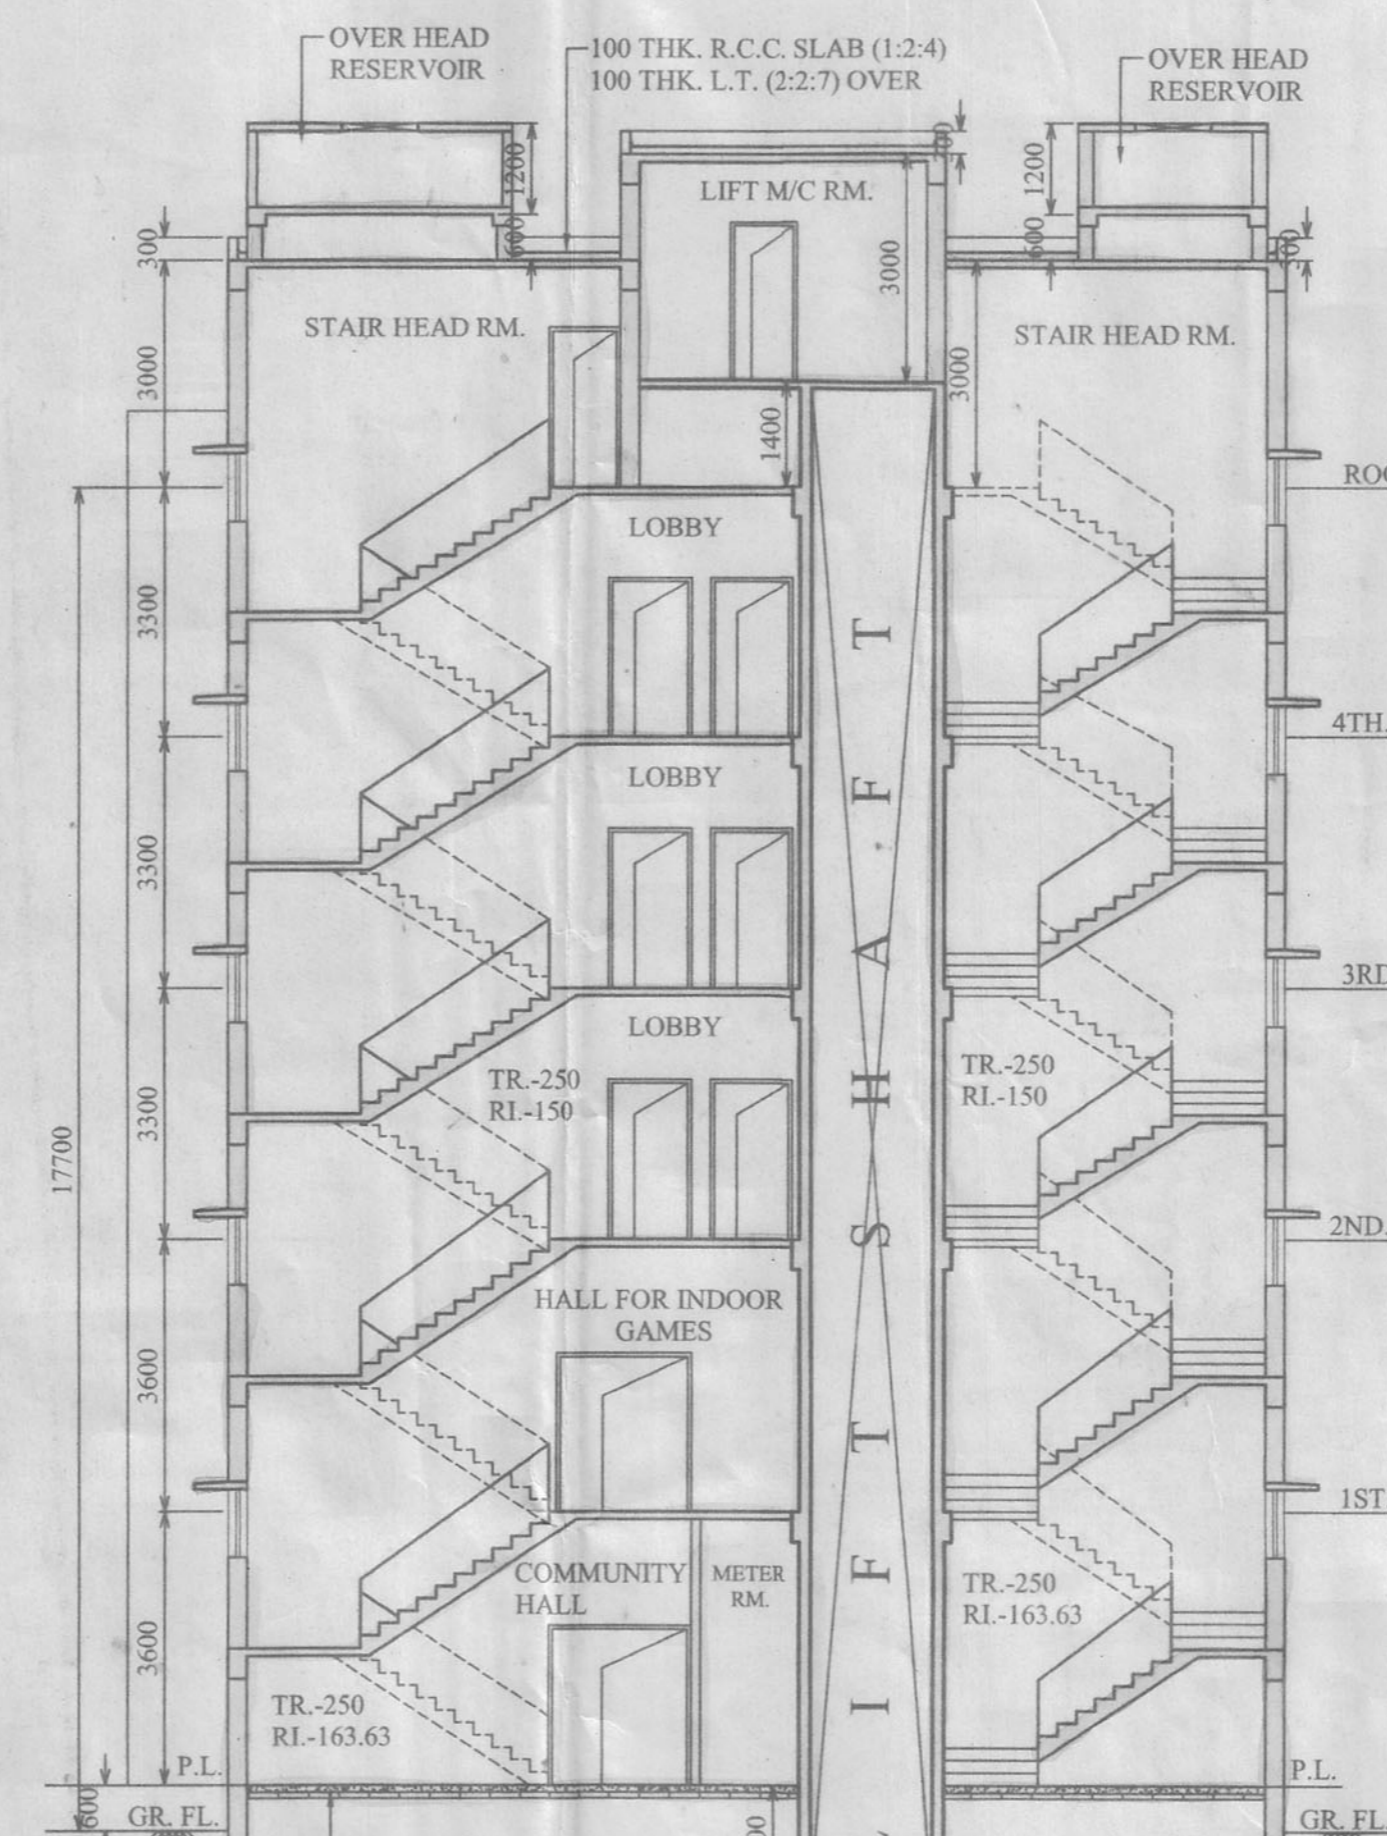 OVER HEAD
RESERVOIR
100 THK. R.C.C. SLAB (1:2:4)
100 THK. L.T. (2:2:7) OVER
OVER HEAD
RESERVOIR
1200
1200
LIFT M/C RM.
300
600
600
3000
STAIR HEAD RM.
STAIR HEAD RM.
3000
3000
1400
LOBBY
3300
4TH.
LOBBY
3300
3RD
LOBBY
TR.-250
RI.-150
TR.-250
RI.-150
3300
17700
2ND.
HALL FOR INDOOR
GAMES
3600
1ST
COMMUNITY
HALL
METER
RM.
TR.-250
RI.-163.63
3600
TR.-250
RI.-163.63
LIFT SHAFT
P.L.
P.L.
600
GR. FL.
GR. FL.